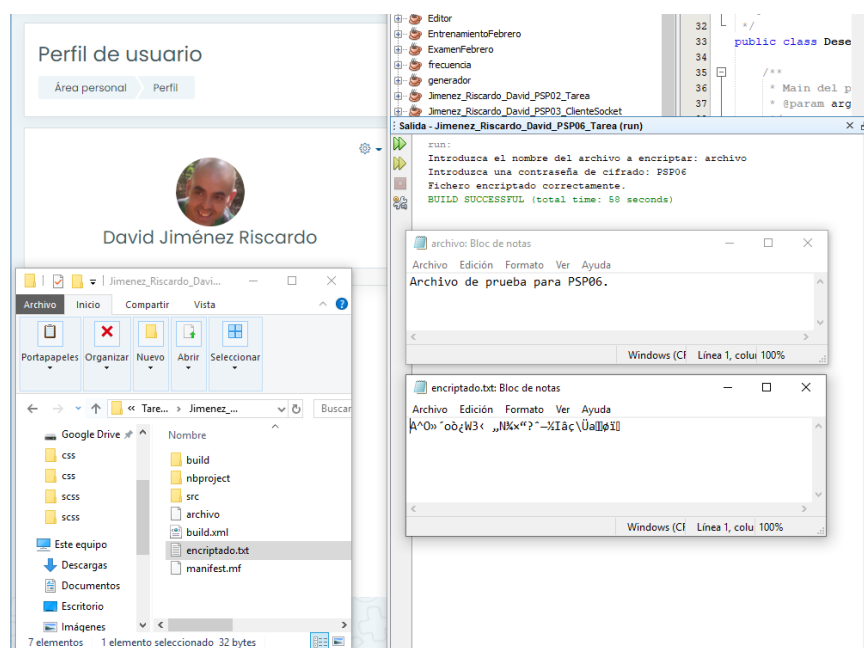 Perfil de usuario
Área personal
Perfil
David Jiménez Riscardo
Editor
EntrenamientoFebrero
ExamenFebrero
frecuencia
generador
Jimenez_Riscardo_David_PSP02_Tarea
Jimenez_Riscardo_David_PSP03_ClienteSocket
32 */
33 public class Dese
34
35 /**
36 * Main del p
37 * @param arg
Salida - Jimenez_Riscardo_David_PSP06_Tarea (run)
run:
Introduzca el nombre del archivo a encriptar: archivo
Introduzca una contraseña de cifrado: PSP06
Fichero encriptado correctamente.
BUILD SUCCESSFUL (total time: 58 seconds)
archivo: Bloc de notas
Archivo Edición Formato Ver Ayuda
Archivo de prueba para PSP06.
Windows (CF Línea 1, colu 100%
encriptado.txt: Bloc de notas
Archivo Edición Formato Ver Ayuda
Windows (CF Línea 1, colu 100%
Jimenez_Riscardo_Davi...
Archivo Inicio Compartir Vista
Portapapeles Organizar Nuevo Abrir Seleccionar
« Tare... › Jimenez_...
Buscar
Google Drive
css
css
scss
scss
Este equipo
Descargas
Documentos
Escritorio
Imágenes
Nombre
build
nbproject
src
archivo
build.xml
encriptado.txt
manifest.mf
7 elementos 1 elemento seleccionado 32 bytes